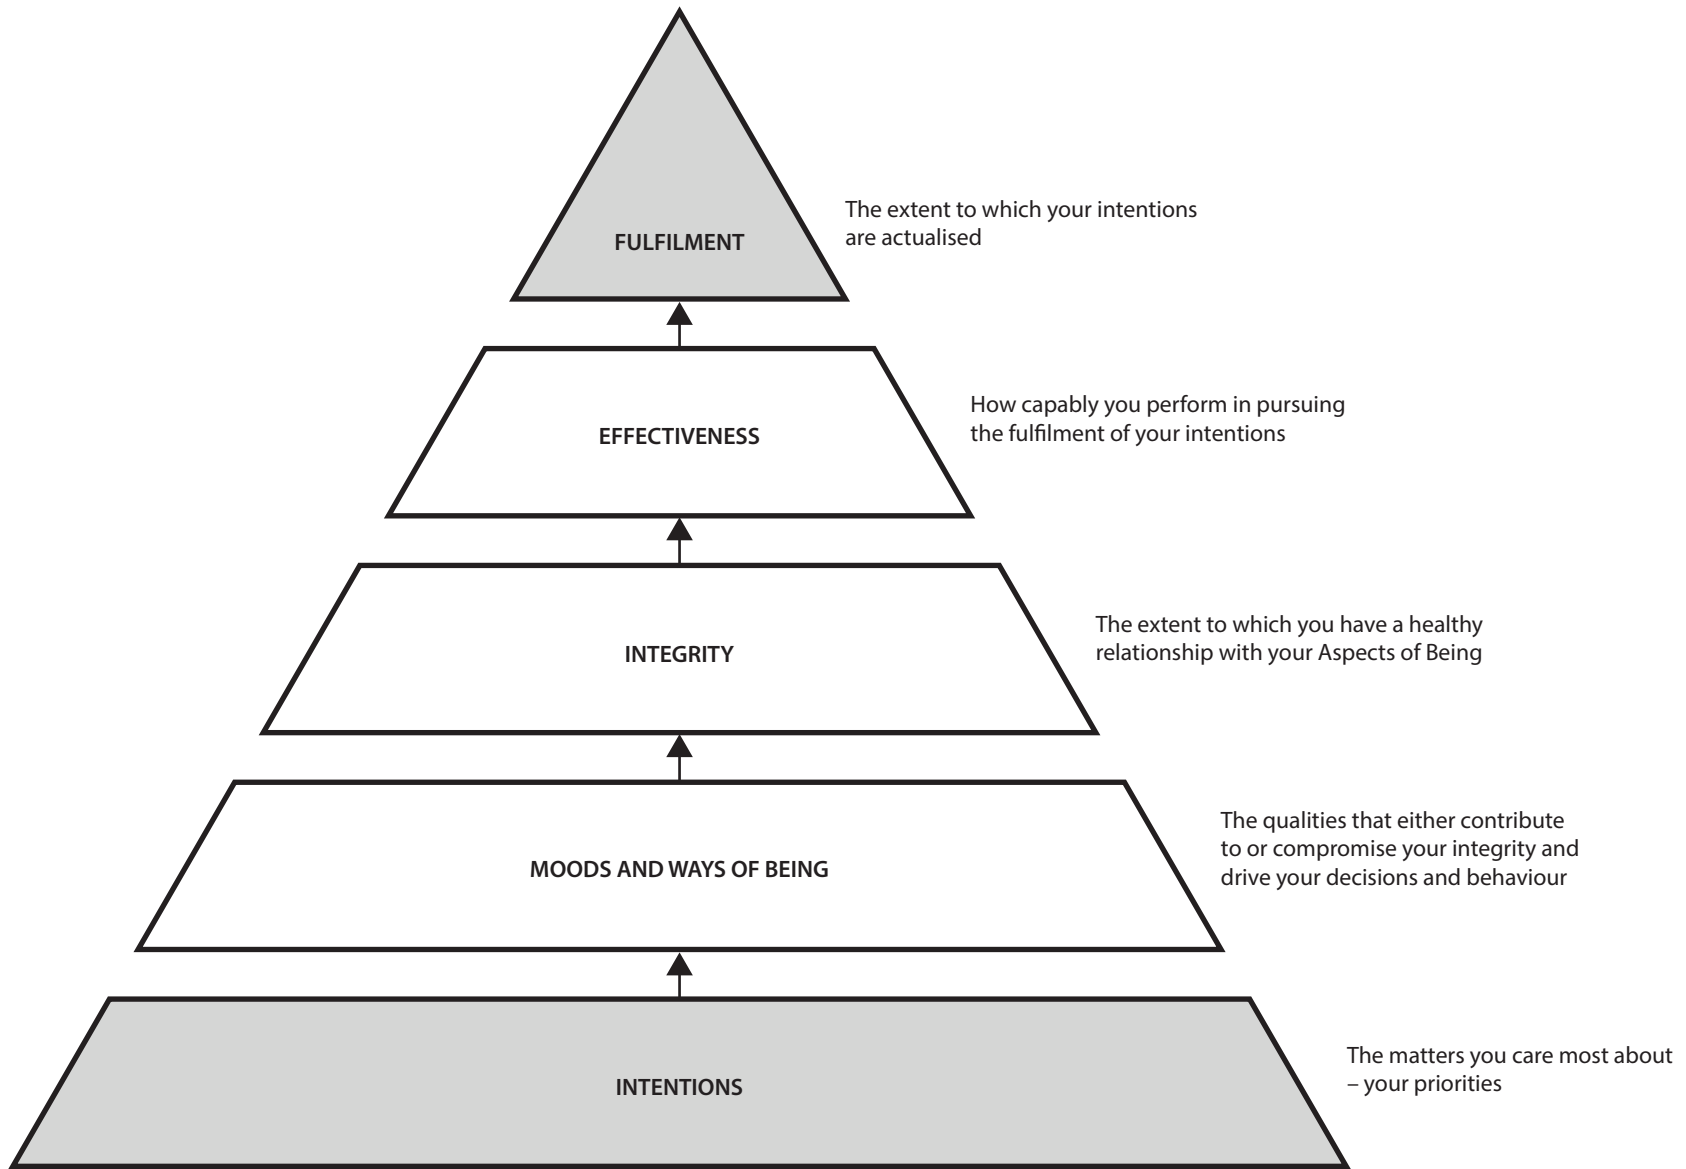 FULFILMENT
The extent to which your intentions
are actualised
EFFECTIVENESS
How capably you perform in pursuing
the fulfilment of your intentions
INTEGRITY
The extent to which you have a healthy
relationship with your Aspects of Being
MOODS AND WAYS OF BEING
The qualities that either contribute
to or compromise your integrity and
drive your decisions and behaviour
INTENTIONS
The matters you care most about
– your priorities